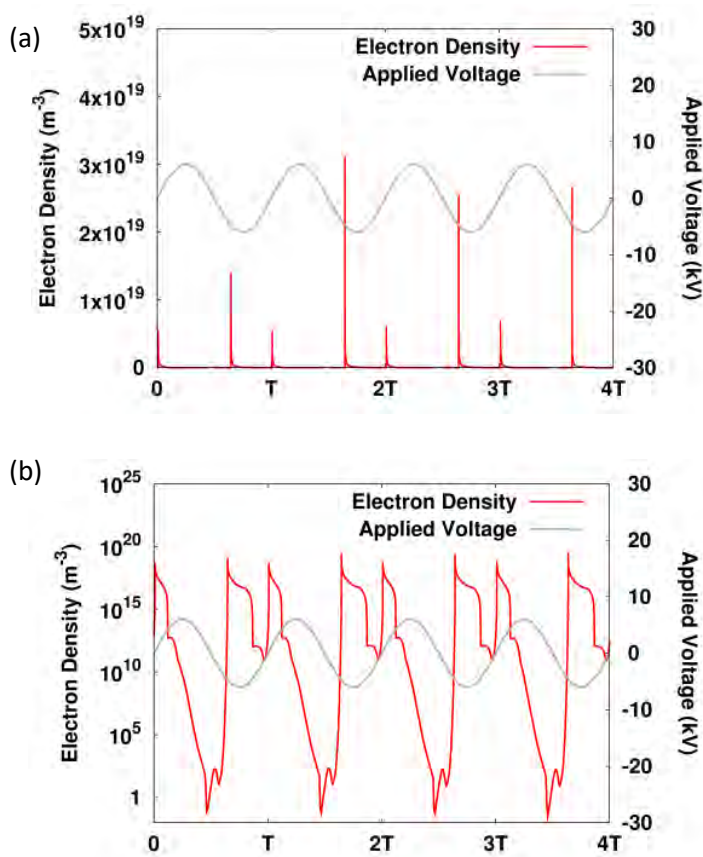 (a)
5x10^19
4x10^19
3x10^19
2x10^19
1x10^19
0
Electron Density (m^-3)
Electron Density
Applied Voltage
30
20
10
0
-10
-20
-30
Applied Voltage (kV)
0 T 2T 3T 4T
(b)
10^25
10^20
10^15
10^10
10^5
1
Electron Density (m^-3)
Electron Density
Applied Voltage
30
20
10
0
-10
-20
-30
Applied Voltage (kV)
0 T 2T 3T 4T